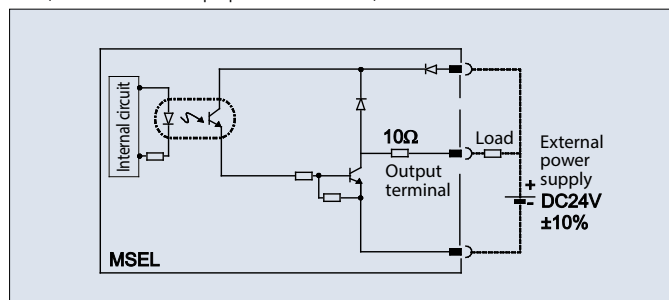 Internal circuit
10Ω
Output
terminal
Load
External
power
supply
+
- DC24V
±10%
MSEL